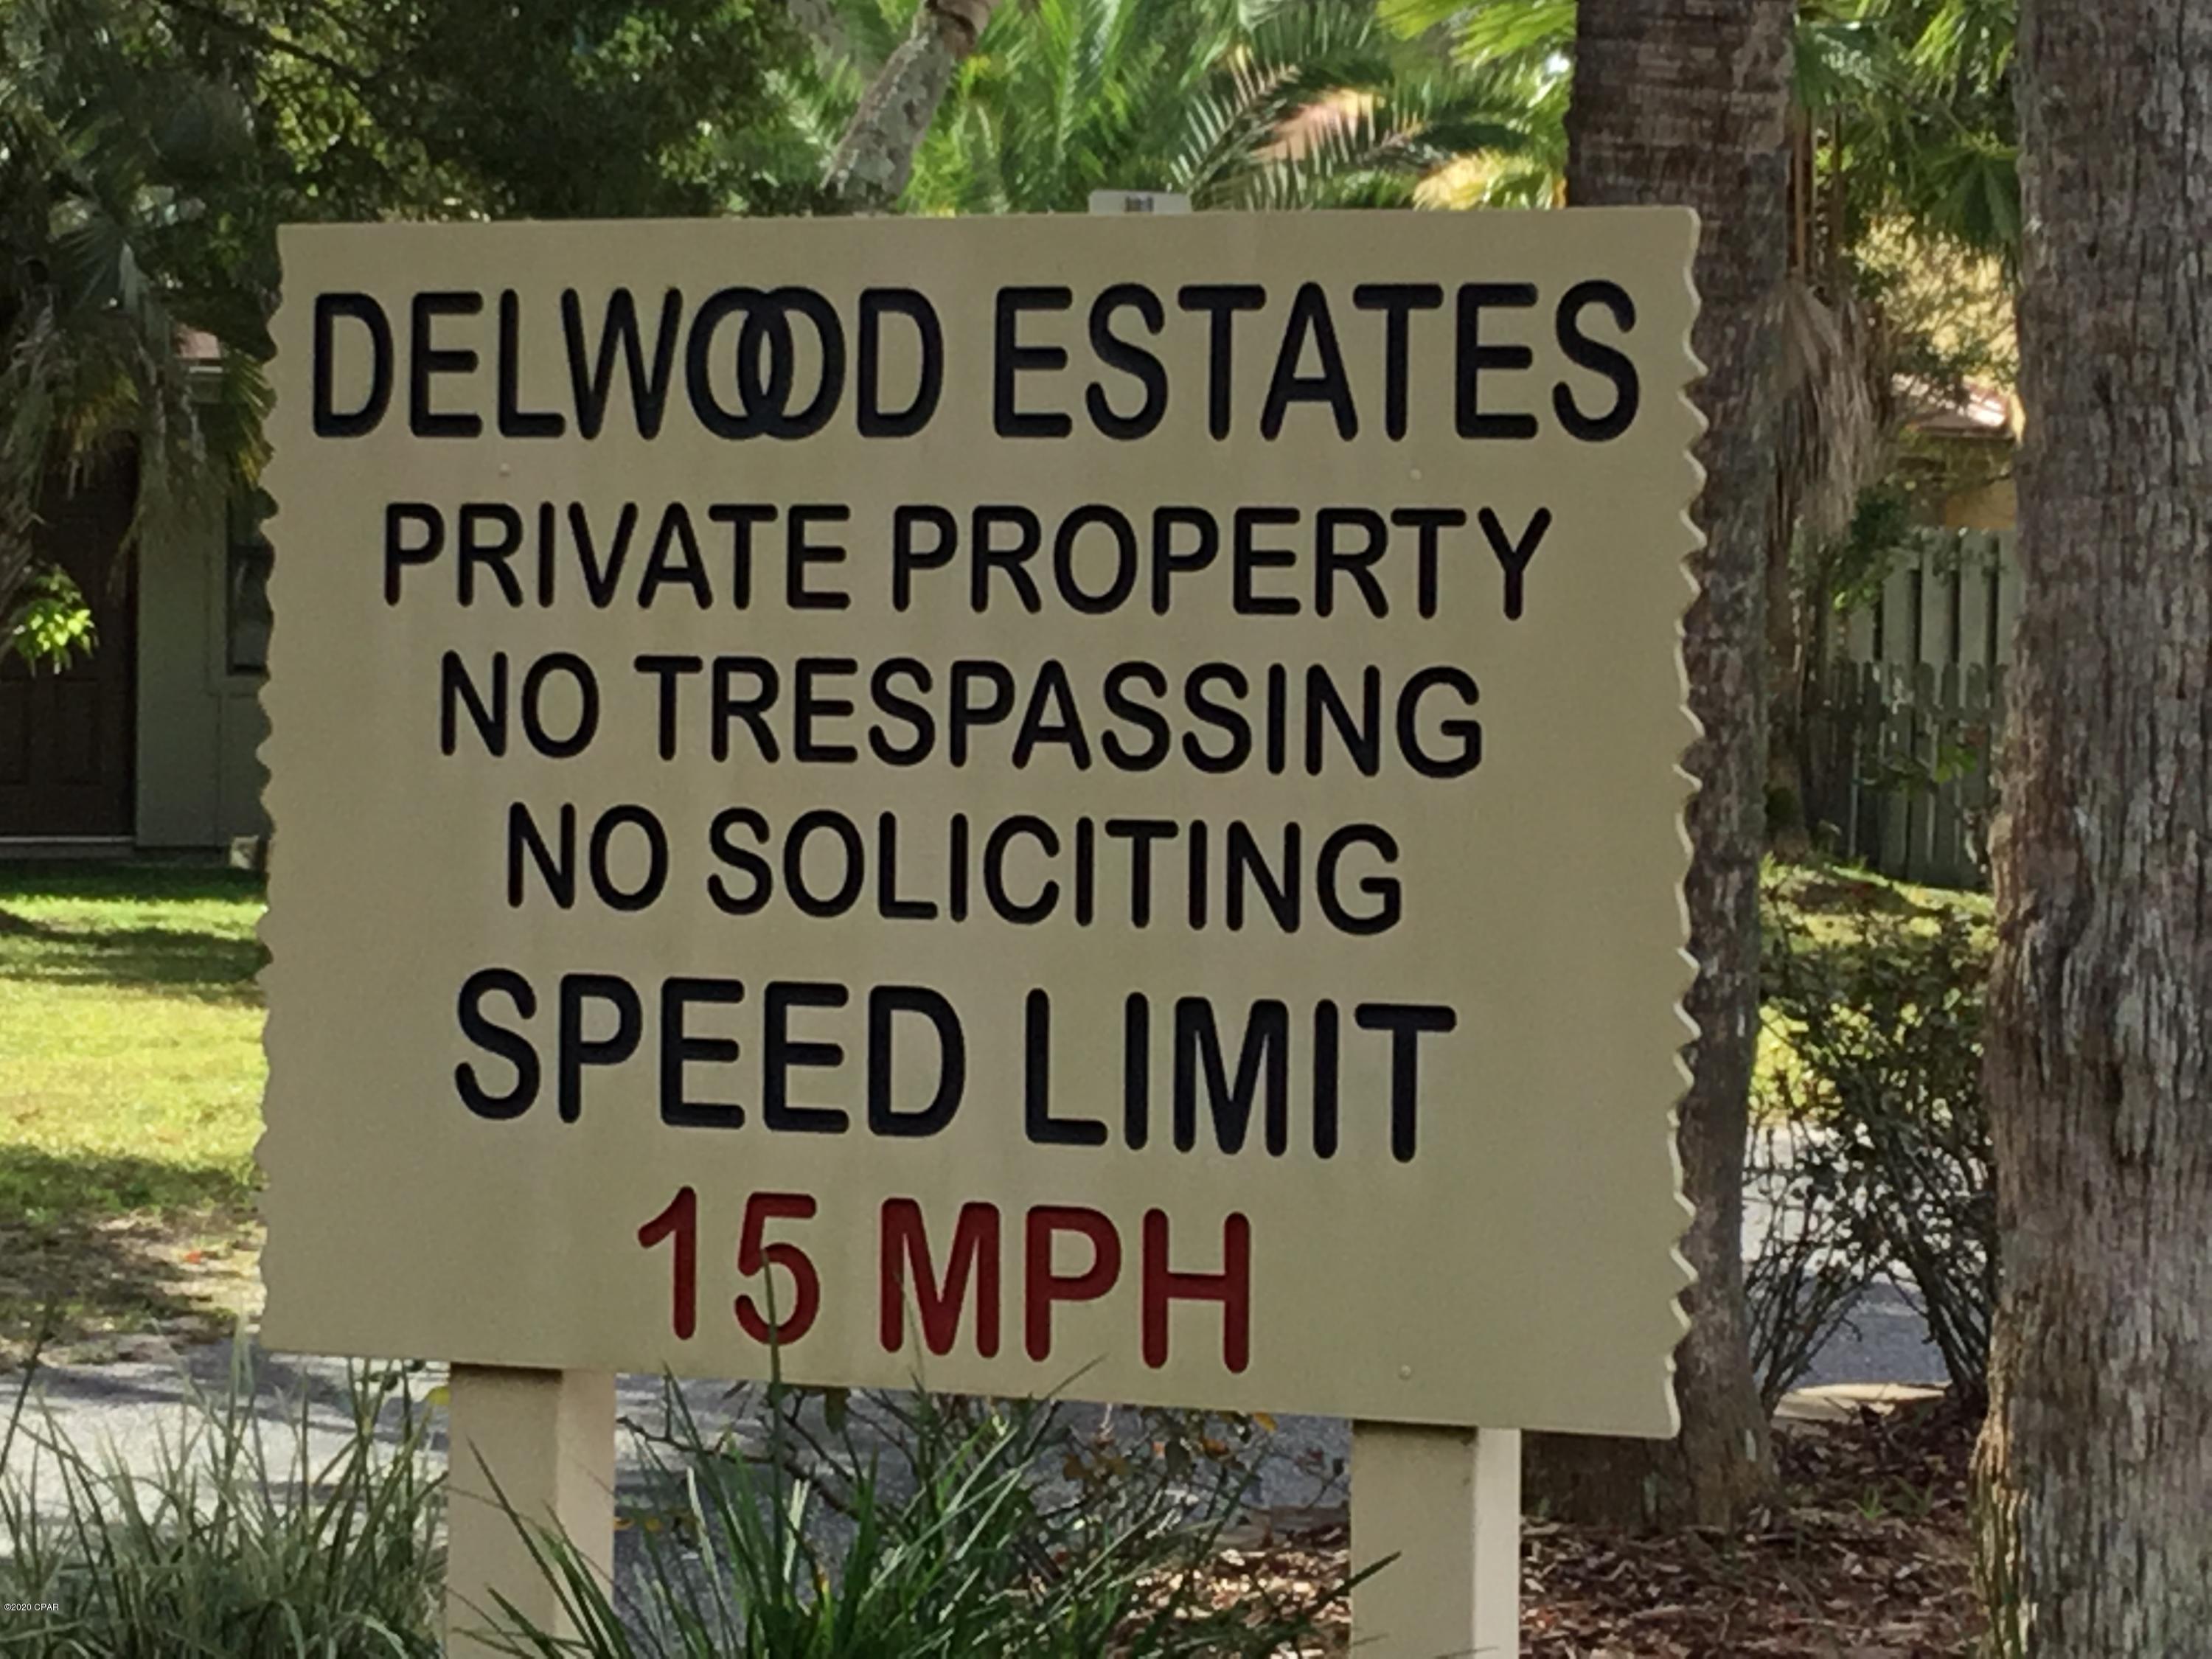 DELWOOD ESTATES
PRIVATE PROPERTY
NO TRESPASSING
NO SOLICITING
SPEED LIMIT
15 MPH
©2020 CPAR